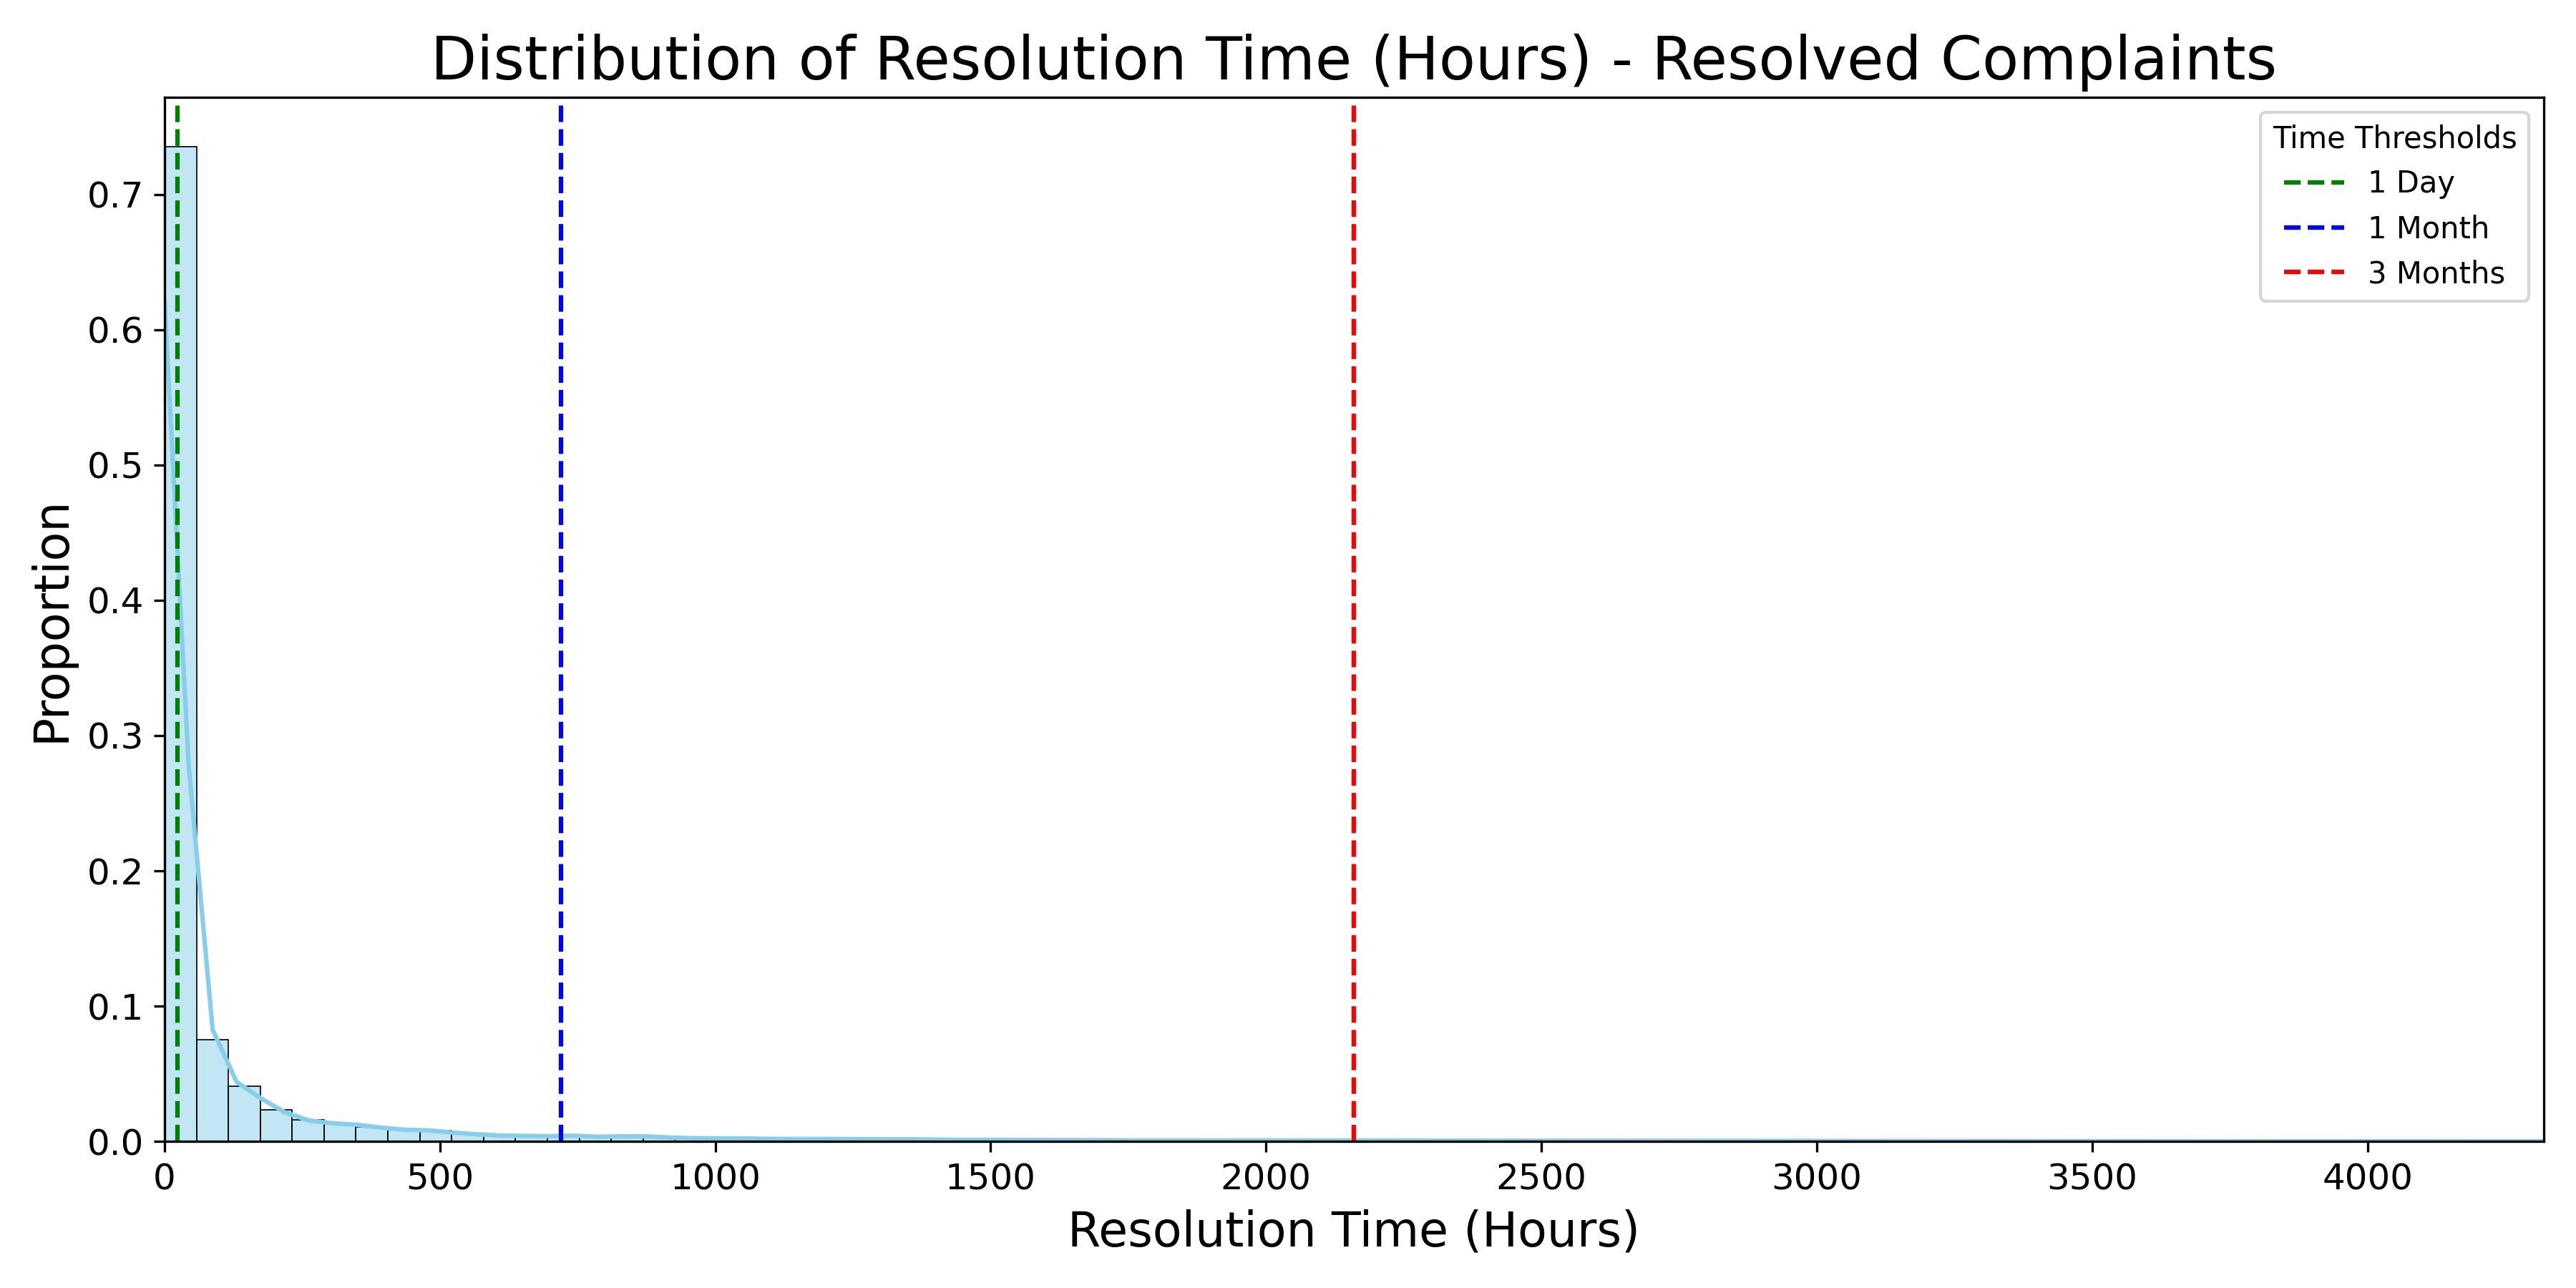 Distribution of Resolution Time (Hours) - Resolved Complaints
Time Thresholds
1 Day
1 Month
3 Months
0.7
0.6
0.5
0.4
0.3
0.2
0.1
0.0
Proportion
0 500 1000 1500 2000 2500 3000 3500 4000
Resolution Time (Hours)